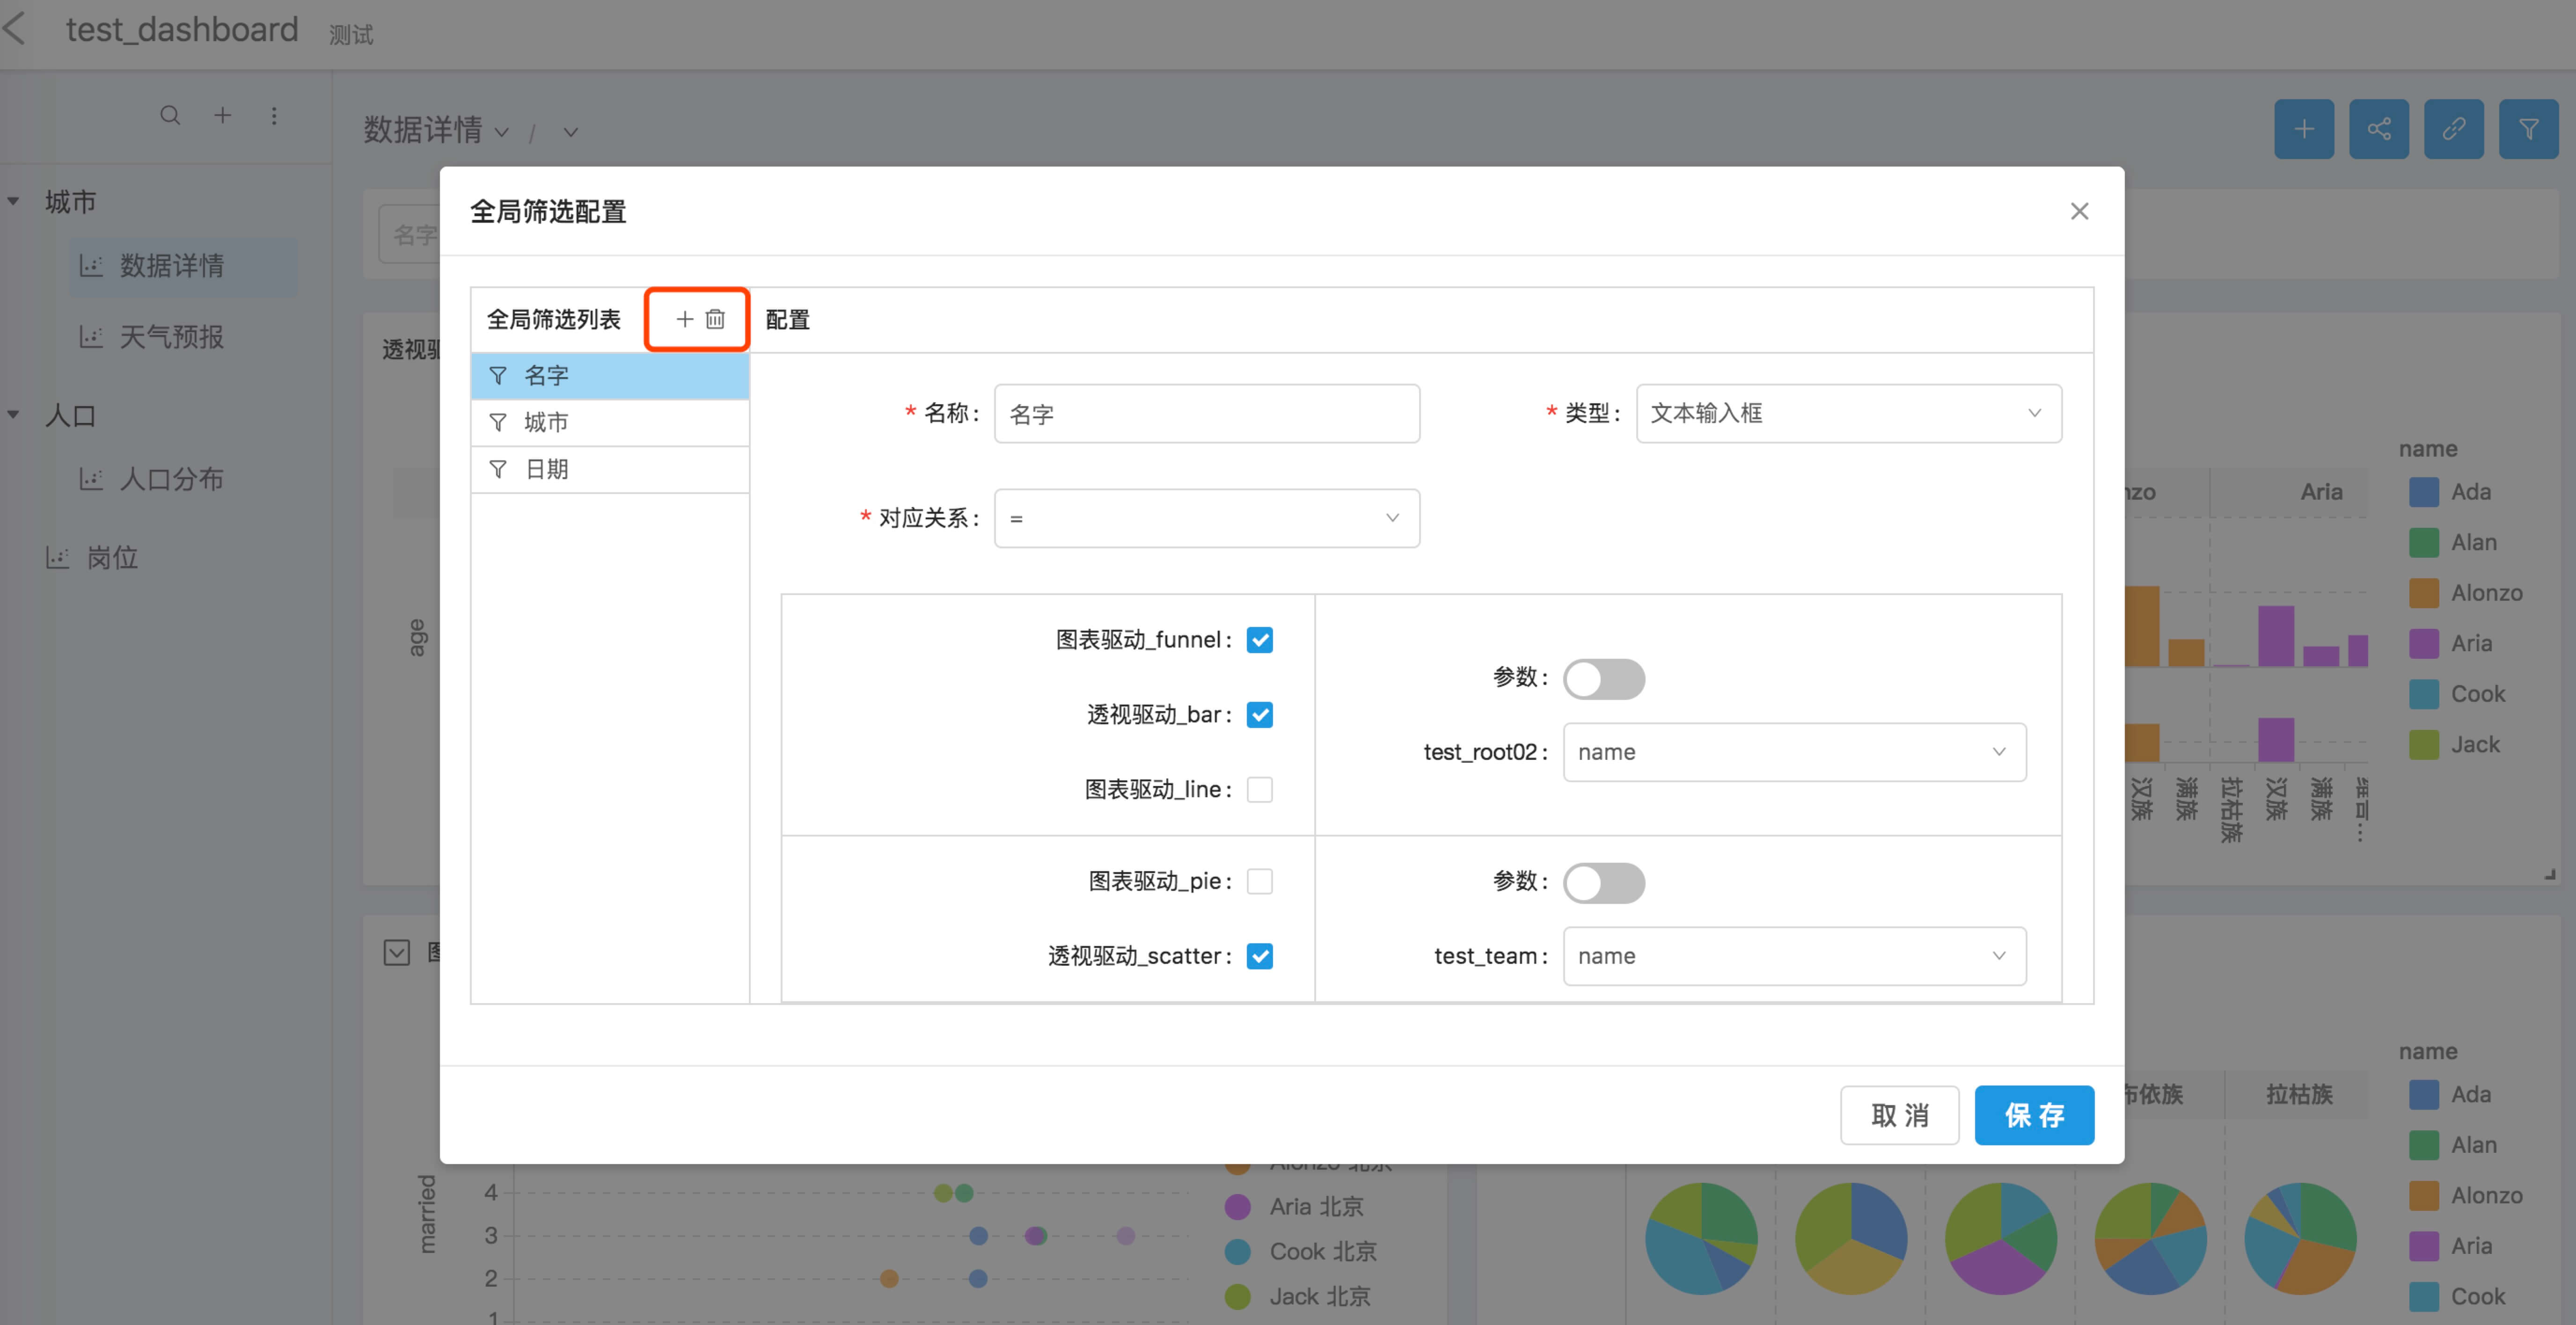 test_dashboard 测试
数据详情 /
城市
数据详情
天气预报
人口
人口分布
岗位
名字
透视驱
age
全局筛选配置
全局筛选列表
配置
名字
城市
日期
* 名称: 名字
* 类型: 文本输入框
* 对应关系: =
图表驱动_funnel:
透视驱动_bar:
图表驱动_line:
参数:
test_root02: name
图表驱动_pie:
透视驱动_scatter:
参数:
test_team: name
取 消
保 存
nzo
Aria
name
Ada
Alan
Alonzo
Aria
Cook
Jack
汉族
满族
拉祜族
汉族
满族
married
4
3
2
1
Alonzo 北京
Aria 北京
Cook 北京
Jack 北京
布依族
拉祜族
name
Ada
Alan
Alonzo
Aria
Cook